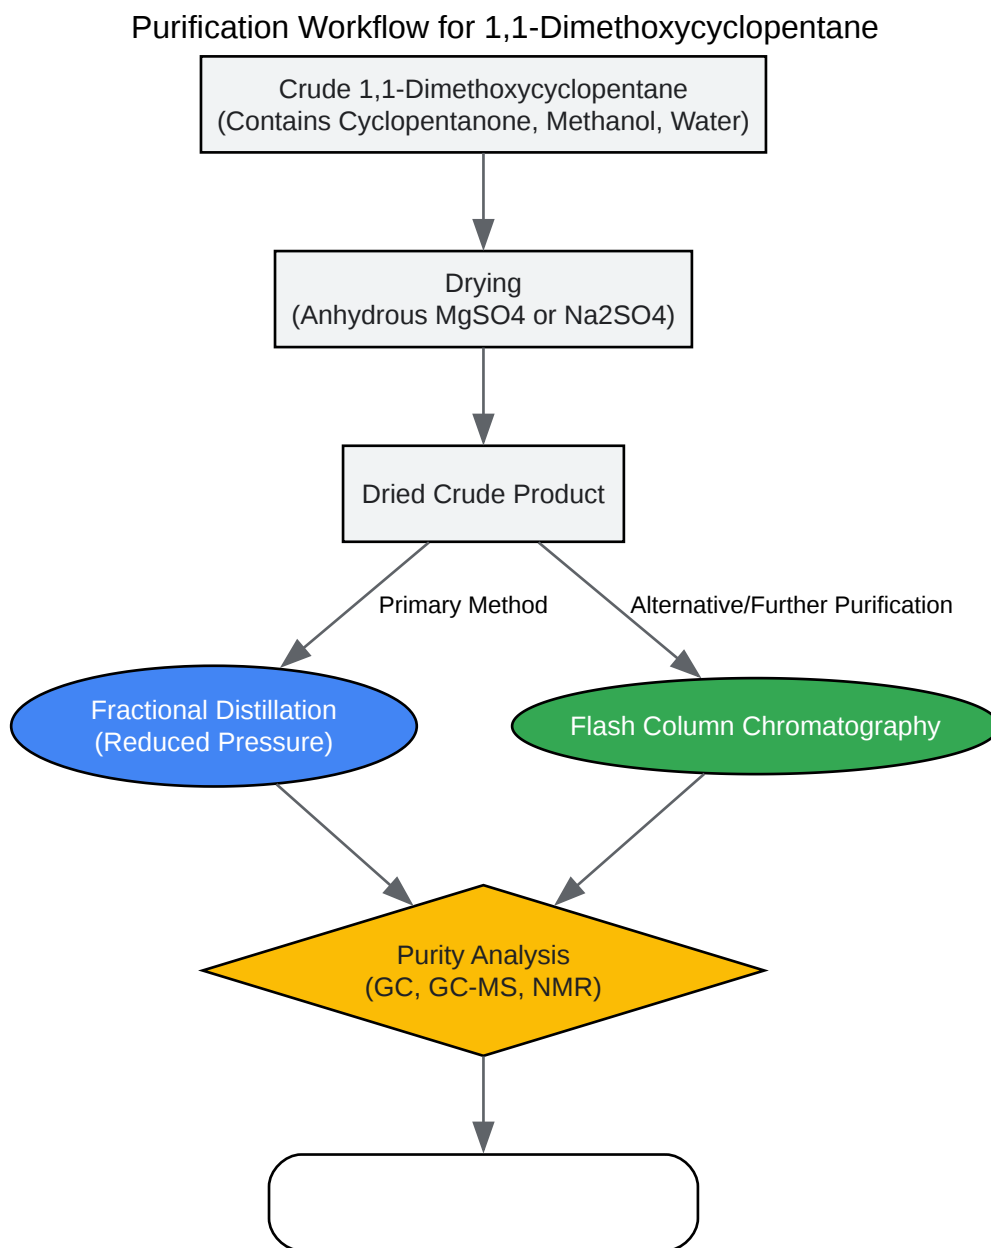 Purification Workflow for 1,1-Dimethoxycyclopentane
Crude 1,1-Dimethoxycyclopentane
(Contains Cyclopentanone, Methanol, Water)
Drying
(Anhydrous MgSO4 or Na2SO4)
Dried Crude Product
Primary Method
Alternative/Further Purification
Fractional Distillation
(Reduced Pressure)
Flash Column Chromatography
Purity Analysis
(GC, GC-MS, NMR)